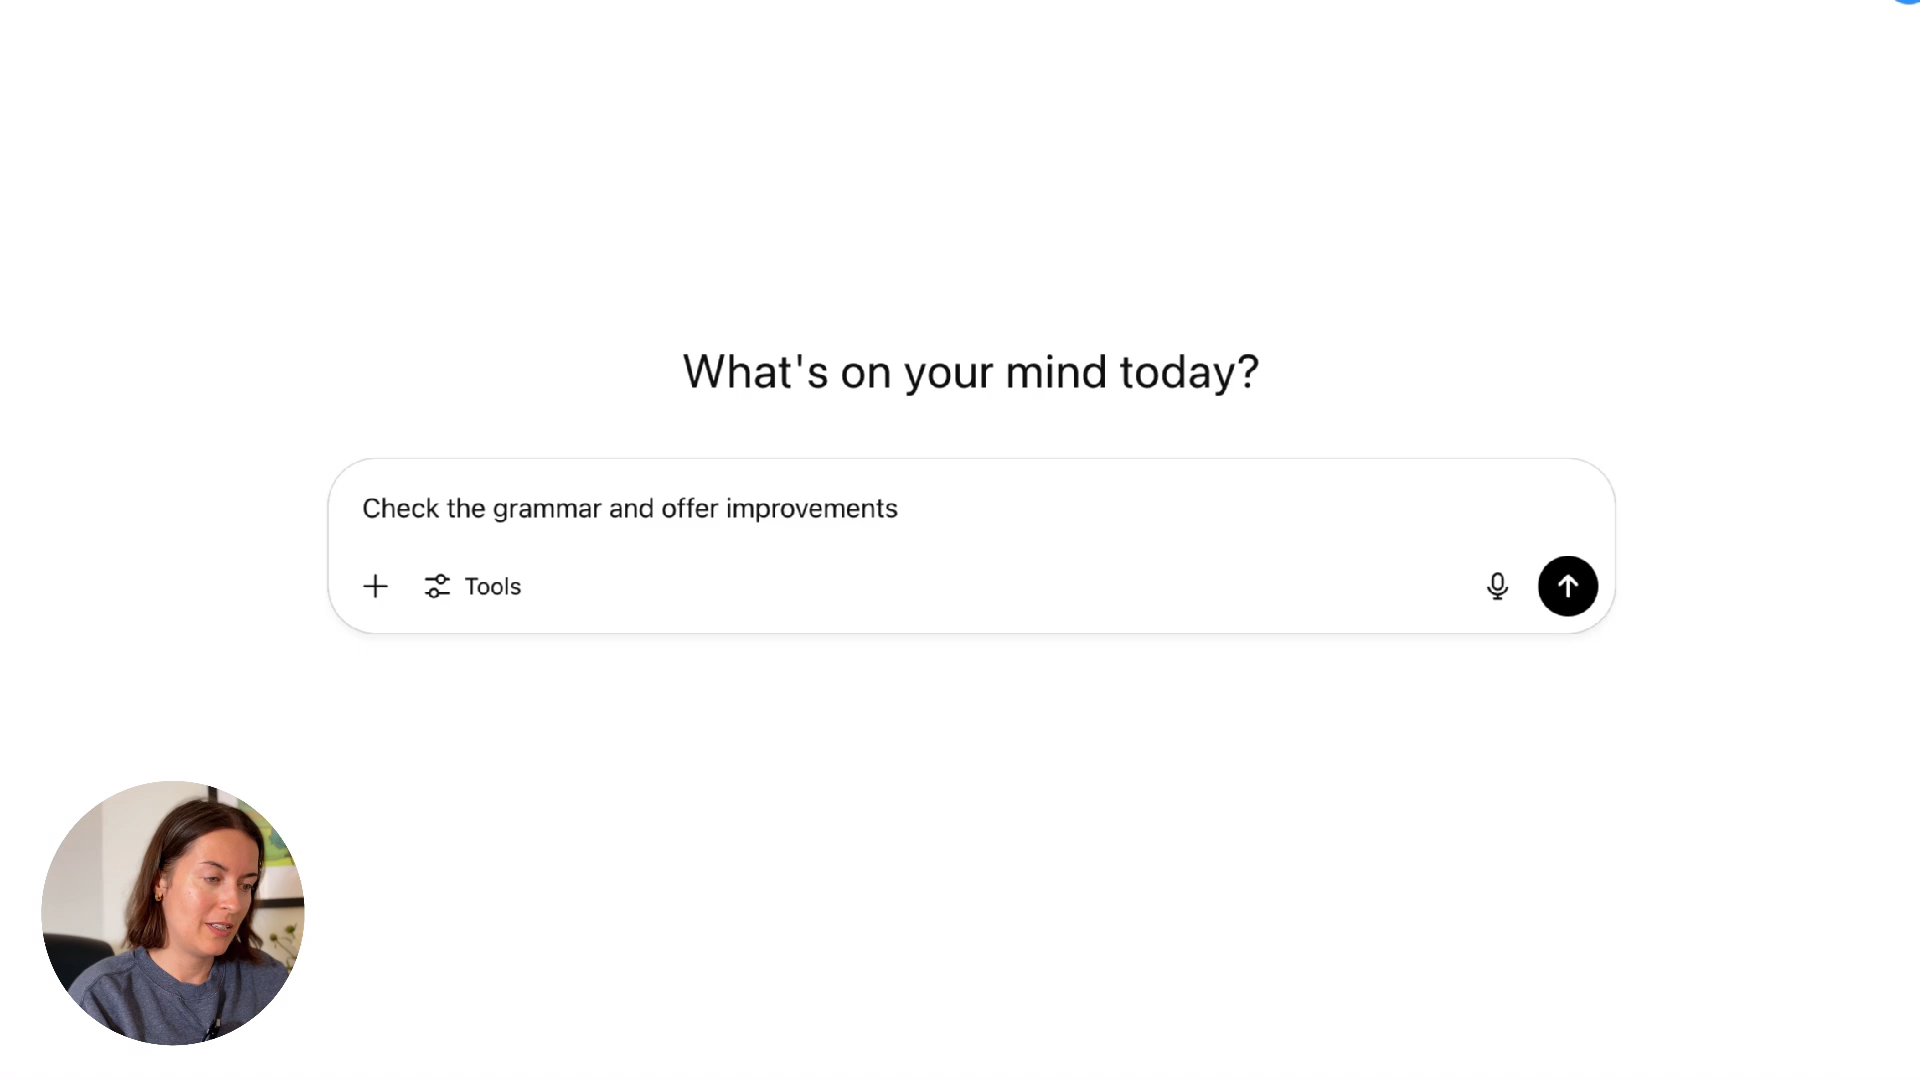 What's on your mind today?
Check the grammar and offer improvements
Tools